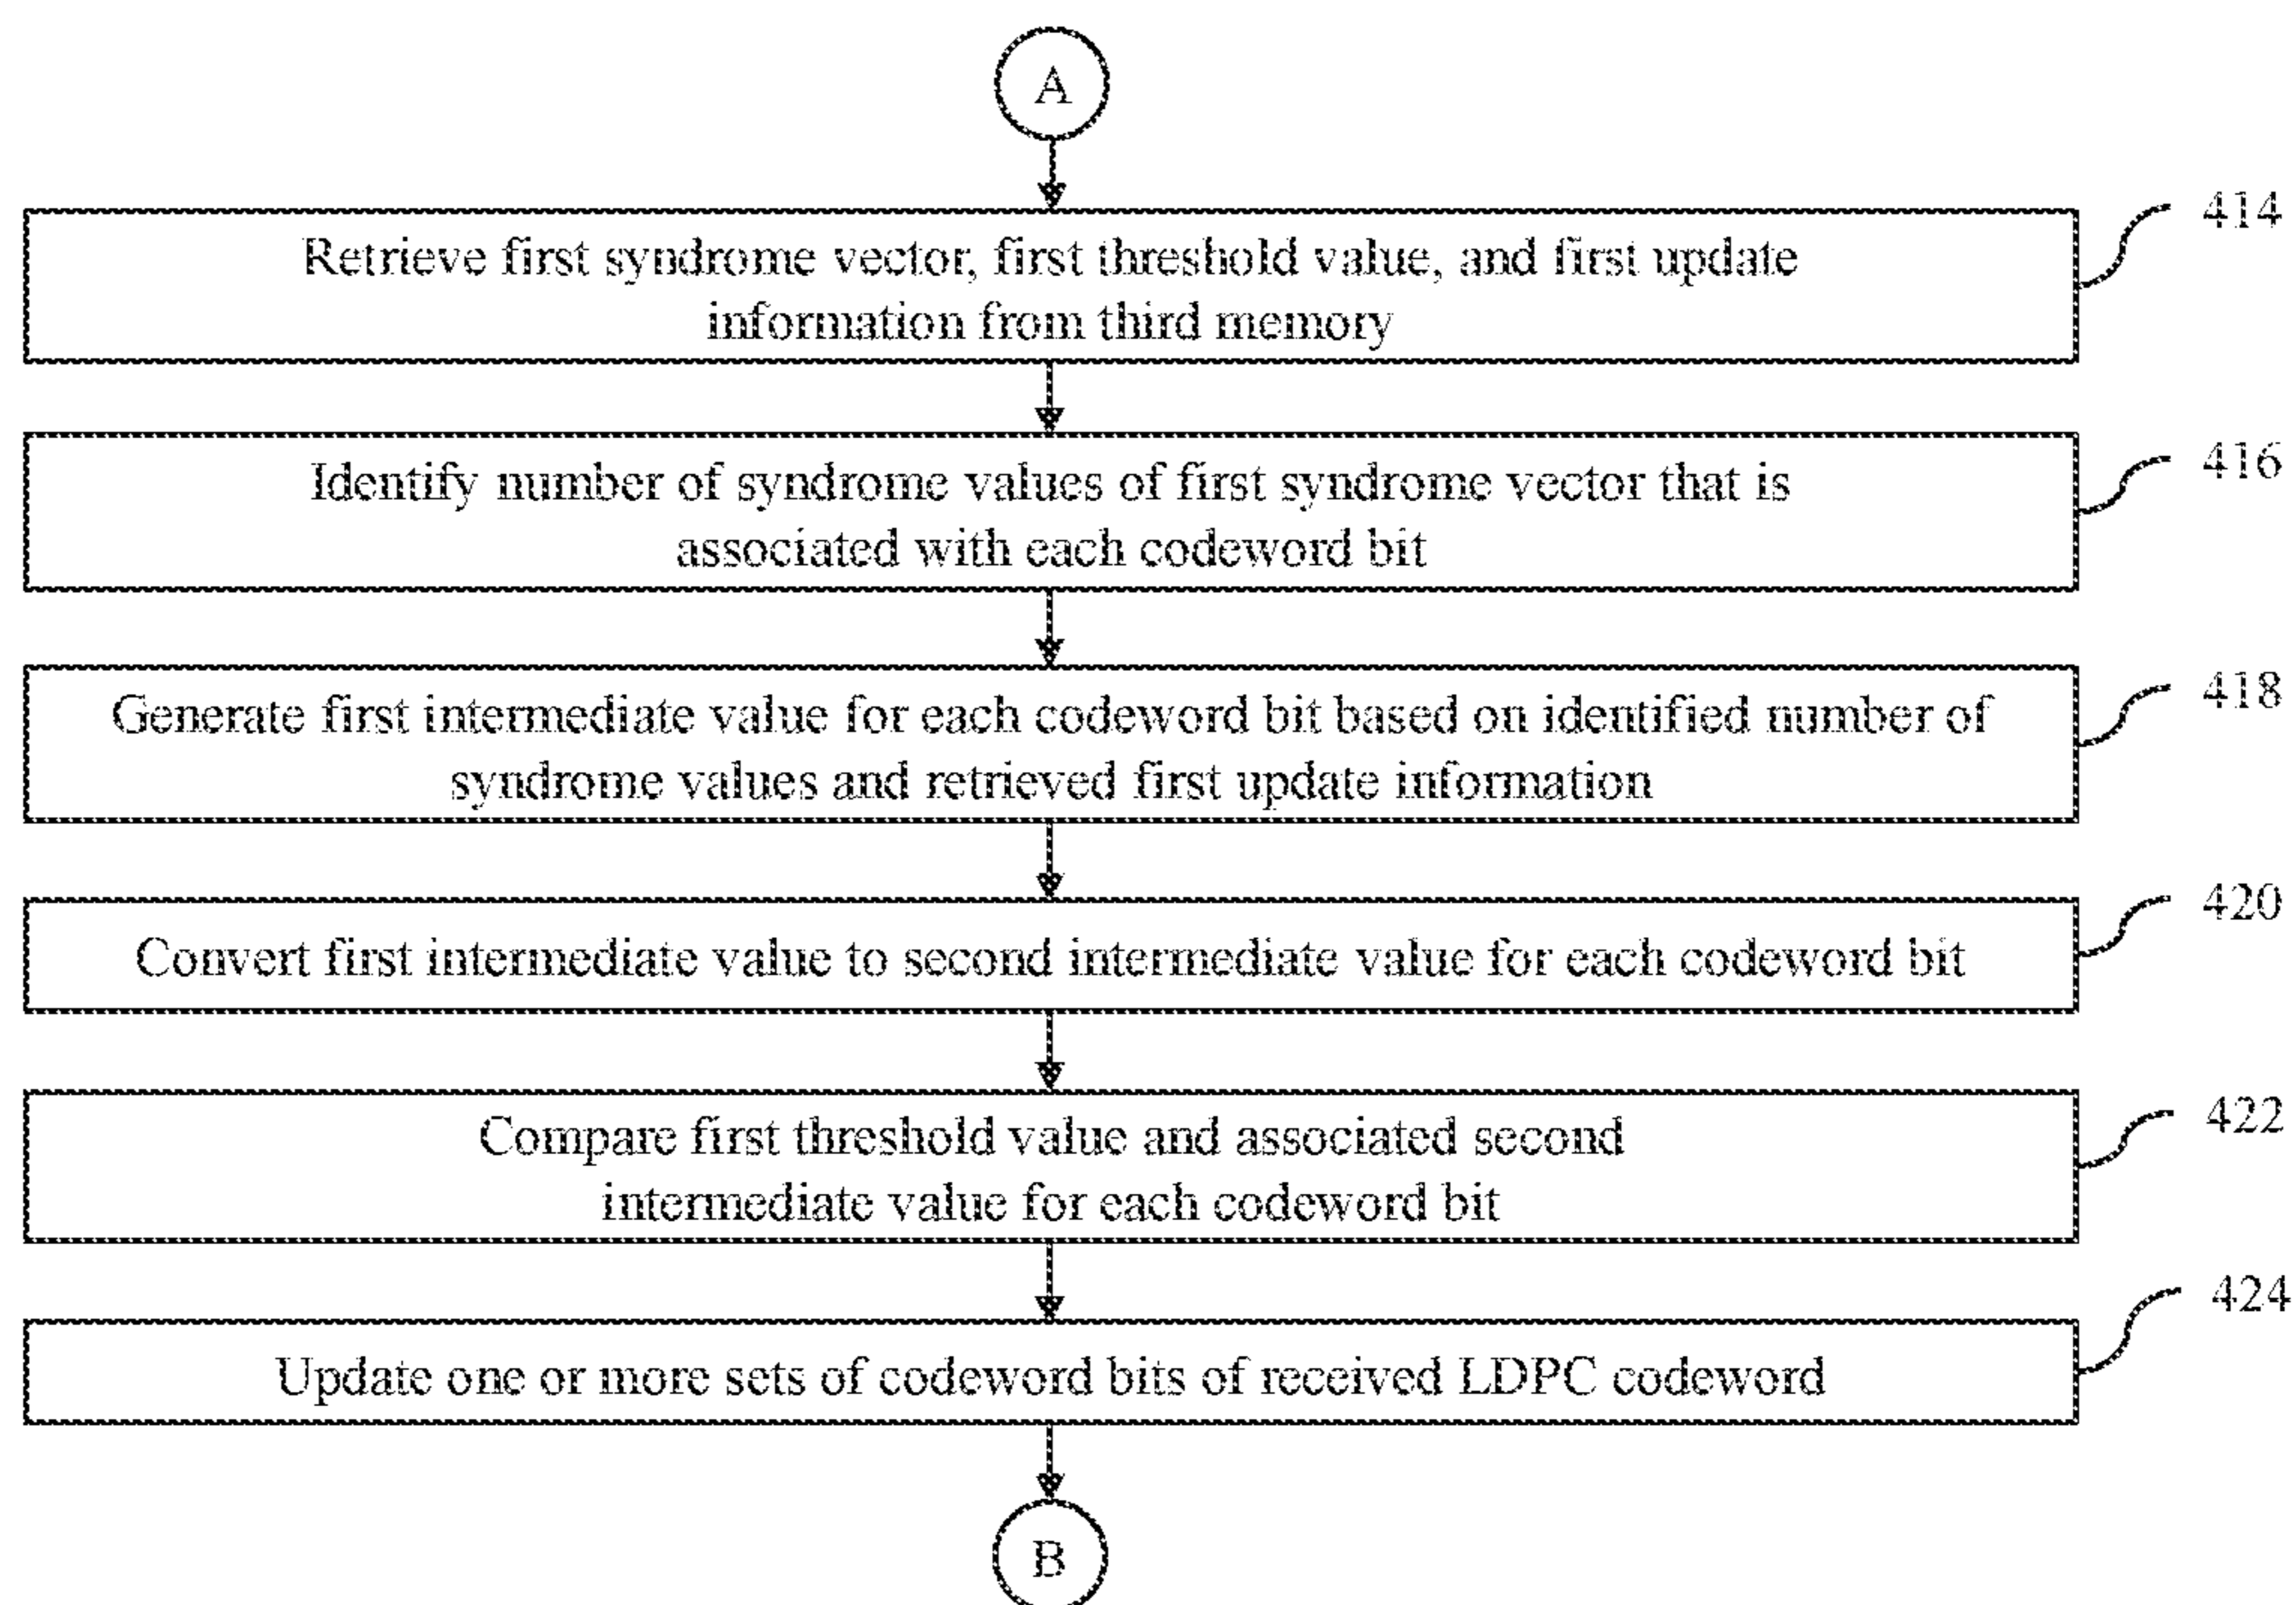 A
414
Retrieve first syndrome vector, first threshold value, and first update
information from third memory
416
Identify number of syndrome values of first syndrome vector that is
associated with each codeword bit
418
Generate first intermediate value for each codeword bit based on identified number of
syndrome values and retrieved first update information
420
Convert first intermediate value to second intermediate value for each codeword bit
422
Compare first threshold value and associated second
intermediate value for each codeword bit
424
Update one or more sets of codeword bits of received LDPC codeword
B